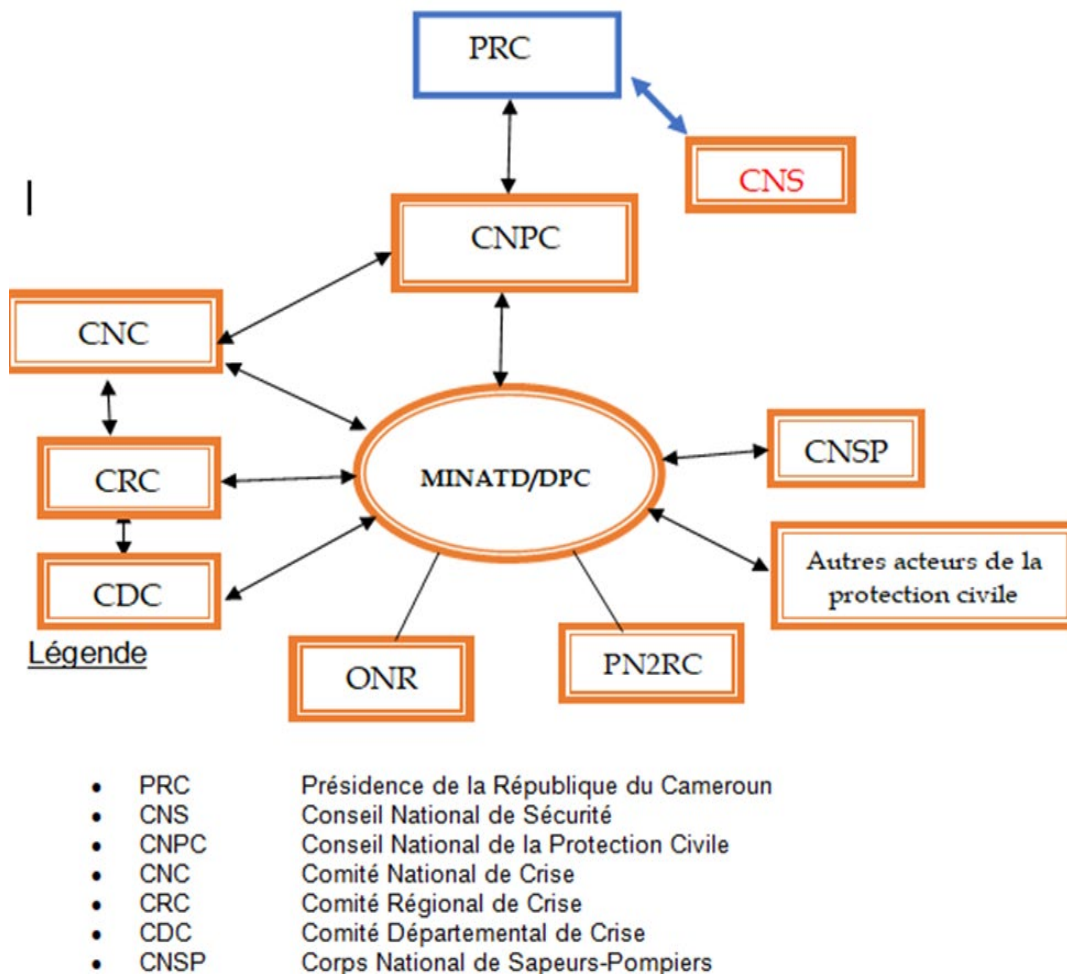 PRC
CNS
CNPC
CNC
CRC
MINATD/DPC
CNSP
CDC
Autres acteurs de la
protection civile
Légende
ONR
PN2RC
• PRC Présidence de la République du Cameroun
• CNS Conseil National de Sécurité
• CNPC Conseil National de la Protection Civile
• CNC Comité National de Crise
• CRC Comité Régional de Crise
• CDC Comité Départemental de Crise
• CNSP Corps National de Sapeurs-Pompiers